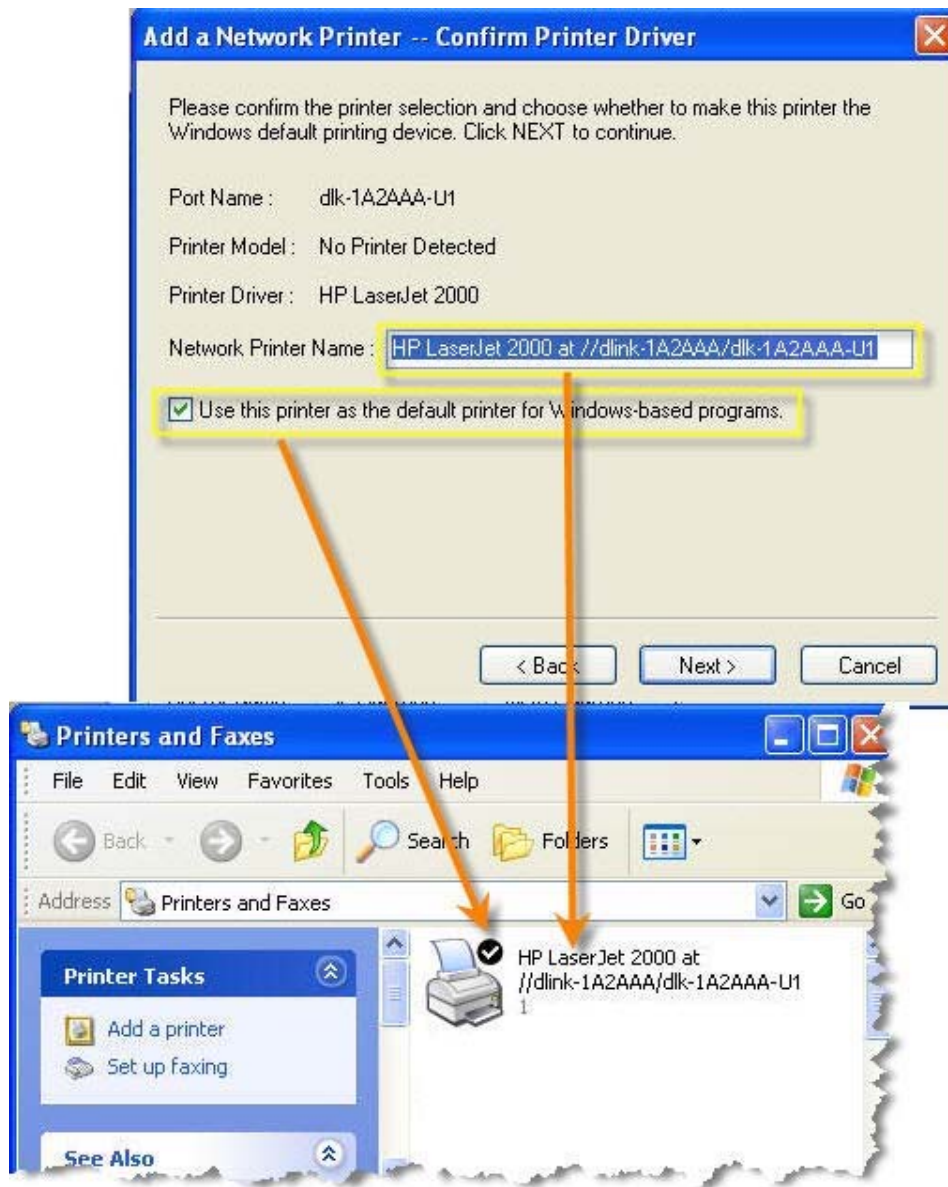 Add a Network Printer -- Confirm Printer Driver
Please confirm the printer selection and choose whether to make this printer the
Windows default printing device. Click NEXT to continue.
Port Name : dlk-1A2AAA-U1
Printer Model : No Printer Detected
Printer Driver : HP LaserJet 2000
Network Printer Name : HP LaserJet 2000 at //dlink-1A2AAA/dlk-1A2AAA-U1
Use this printer as the default printer for Windows-based programs.
< Back Next > Cancel
Printers and Faxes
File Edit View Favorites Tools Help
Back Search Folders
Address Printers and Faxes Go
Printer Tasks
Add a printer
Set up faxing
See Also
HP LaserJet 2000 at
//dlink-1A2AAA/dlk-1A2AAA-U1
1